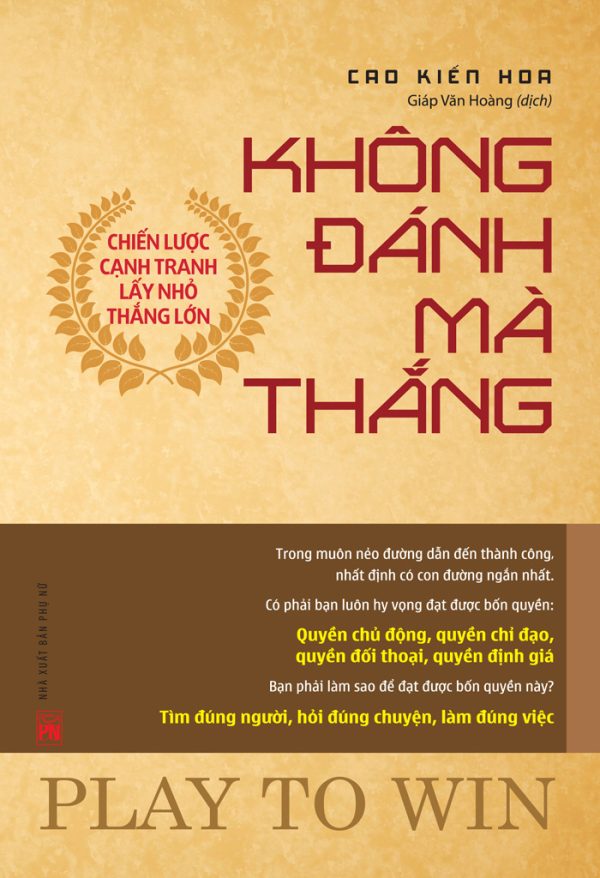 CAO KIẾN HOA
Giáp Văn Hoàng (dịch)
KHÔNG
ĐÁNH
MÀ
THẮNG
CHIẾN LƯỢC
CẠNH TRANH
LẤY NHỎ
THẮNG LỚN
Trong muôn nẻo đường dẫn đến thành công,
nhất định có con đường ngắn nhất.
Có phải bạn luôn hy vọng đạt được bốn quyền:
Quyền chủ động, quyền chỉ đạo,
quyền đối thoại, quyền định giá
Bạn phải làm sao để đạt được bốn quyền này?
Tìm đúng người, hỏi đúng chuyện, làm đúng việc
NHÀ XUẤT BẢN PHỤ NỮ
PN
PLAY TO WIN